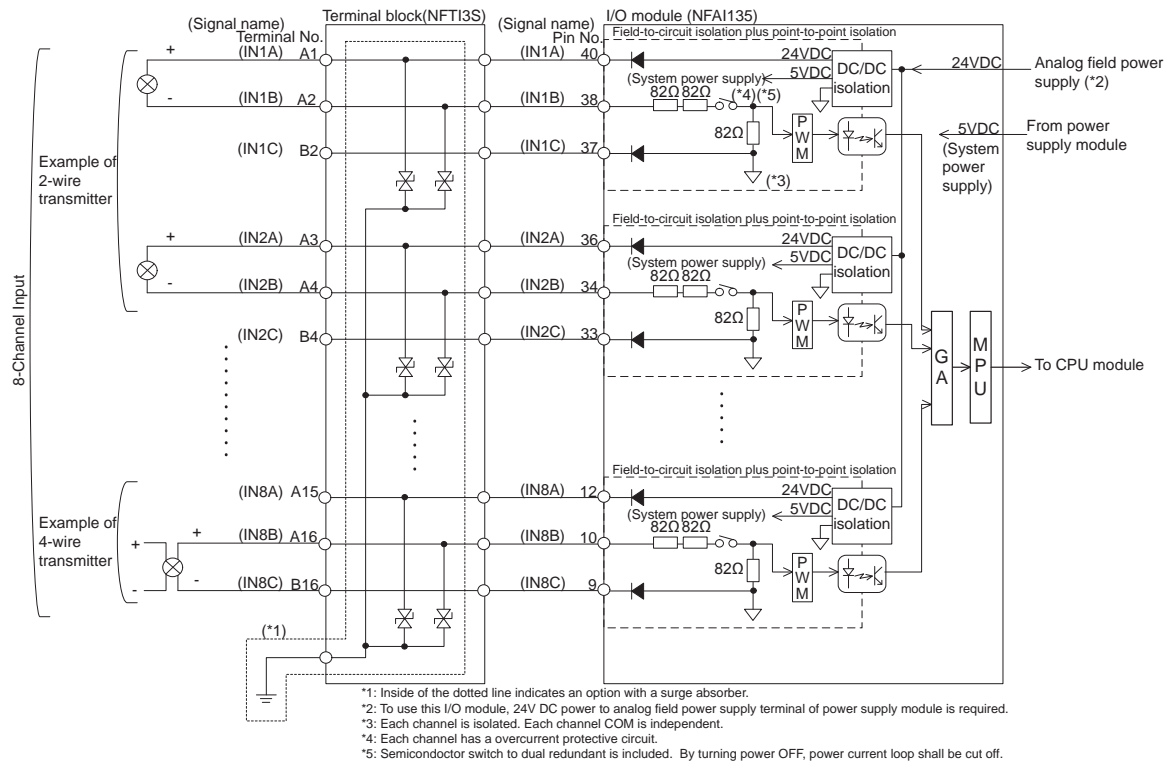 Terminal block(NFTI3S)
I/O module (NFAI135)
(Signal name)
Terminal No.
(Signal name)
Pin No.
Field-to-circuit isolation plus point-to-point isolation
+
(IN1A) A1
(IN1A) 40
24VDC
5VDC
(System power supply)
DC/DC
isolation
24VDC
Analog field power
supply (*2)
-
(IN1B) A2
(IN1B) 38
82Ω 82Ω
(*4)(*5)
82Ω
PWM
5VDC
(System
power
supply)
From power
supply module
(IN1C) B2
(IN1C) 37
(*3)
Example of
2-wire
transmitter
Field-to-circuit isolation plus point-to-point isolation
+
(IN2A) A3
(IN2A) 36
24VDC
5VDC
(System power supply)
DC/DC
isolation
-
(IN2B) A4
(IN2B) 34
82Ω 82Ω
82Ω
PWM
(IN2C) B4
(IN2C) 33
8-Channel Input
GA
MPU
To CPU module
Field-to-circuit isolation plus point-to-point isolation
(IN8A) A15
(IN8A) 12
24VDC
5VDC
(System power supply)
DC/DC
isolation
Example of
4-wire
transmitter
+
-
+
(IN8B) A16
(IN8B) 10
82Ω 82Ω
82Ω
PWM
-
(IN8C) B16
(IN8C) 9
(*1)
*1: Inside of the dotted line indicates an option with a surge absorber.
*2: To use this I/O module, 24V DC power to analog field power supply terminal of power supply module is required.
*3: Each channel is isolated. Each channel COM is independent.
*4: Each channel has a overcurrent protective circuit.
*5: Semicondoctor switch to dual redundant is included. By turning power OFF, power current loop shall be cut off.